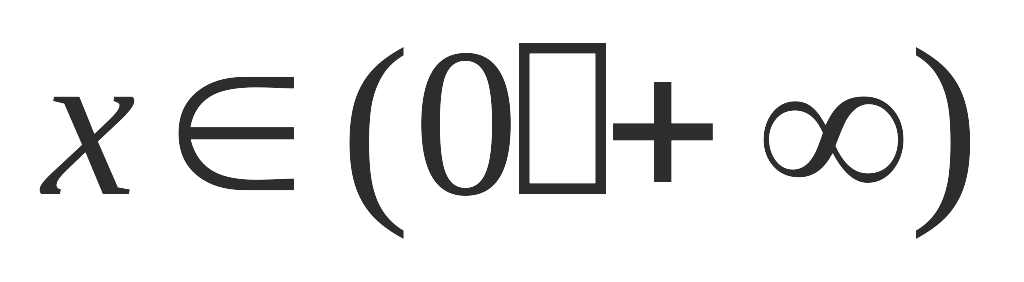 x ∈ (0▯+ ∞)